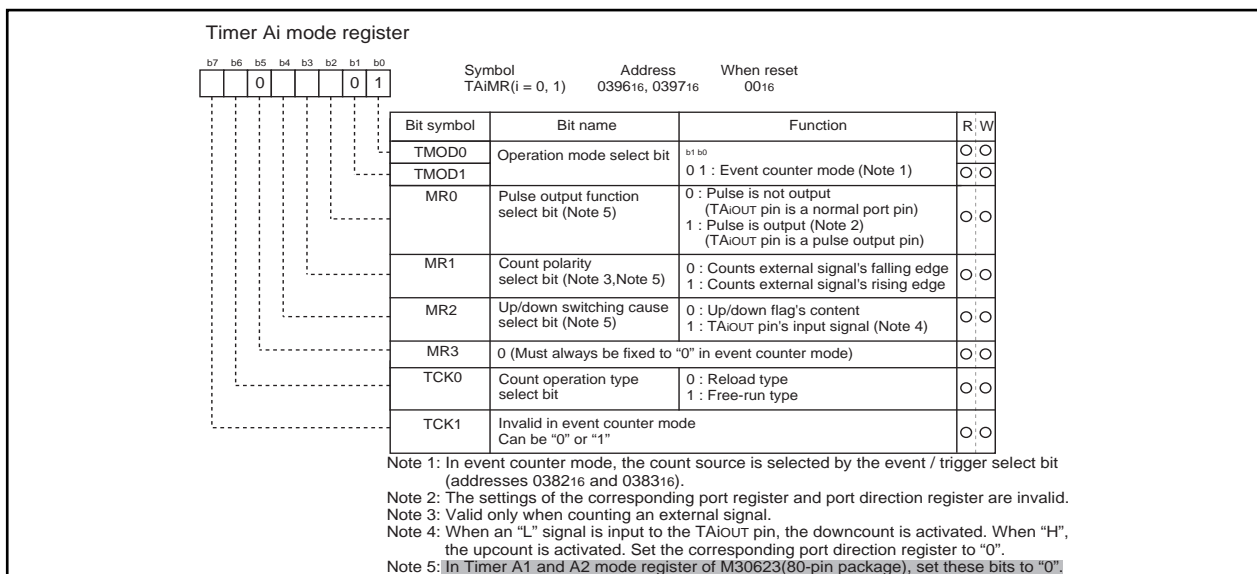 Timer Ai mode register
b7 b6 b5 b4 b3 b2 b1 b0
0 0 1
Symbol Address When reset
TAiMR(i = 0, 1) 039616, 039716 0016
Bit symbol Bit name Function R W
TMOD0 Operation mode select bit b1 b0
TMOD1 0 1 : Event counter mode (Note 1)
MR0 Pulse output function 0 : Pulse is not output
select bit (Note 5) (TAiOUT pin is a normal port pin)
1 : Pulse is output (Note 2)
(TAiOUT pin is a pulse output pin)
MR1 Count polarity 0 : Counts external signal's falling edge
select bit (Note 3,Note 5) 1 : Counts external signal's rising edge
MR2 Up/down switching cause 0 : Up/down flag's content
select bit (Note 5) 1 : TAiOUT pin's input signal (Note 4)
MR3 0 (Must always be fixed to “0” in event counter mode)
TCK0 Count operation type 0 : Reload type
select bit 1 : Free-run type
TCK1 Invalid in event counter mode
Can be “0” or “1”
Note 1: In event counter mode, the count source is selected by the event / trigger select bit
(addresses 038216 and 038316).
Note 2: The settings of the corresponding port register and port direction register are invalid.
Note 3: Valid only when counting an external signal.
Note 4: When an “L” signal is input to the TAiOUT pin, the downcount is activated. When “H”,
the upcount is activated. Set the corresponding port direction register to “0”.
Note 5: In Timer A1 and A2 mode register of M30623(80-pin package), set these bits to “0”.